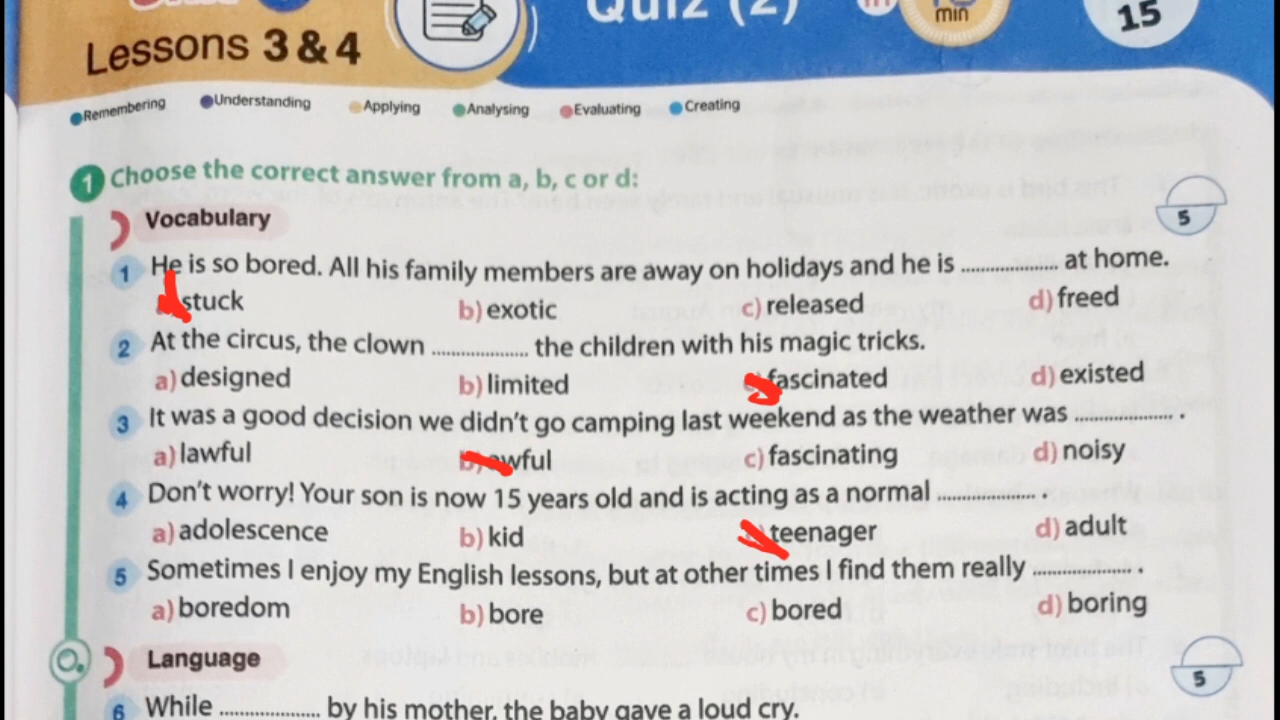 Quiz (2)
min
15
Lessons 3 & 4
Remembering Understanding Applying Analysing Evaluating Creating
1 Choose the correct answer from a, b, c or d:
Vocabulary
5
1 He is so bored. All his family members are away on holidays and he is .............. at home.
stuck b) exotic c) released d) freed
2 At the circus, the clown .............. the children with his magic tricks.
a) designed b) limited fascinated d) existed
3 It was a good decision we didn't go camping last weekend as the weather was .............. .
a) lawful b) awful c) fascinating d) noisy
4 Don't worry! Your son is now 15 years old and is acting as a normal .............. .
a) adolescence b) kid teenager d) adult
5 Sometimes I enjoy my English lessons, but at other times I find them really .............. .
a) boredom b) bore c) bored d) boring
Language
5
6 While .............. by his mother, the baby gave a loud cry.